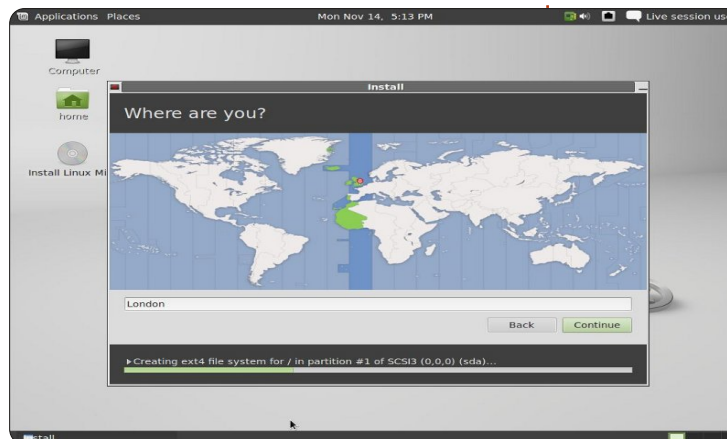 Applications Places
Mon Nov 14, 5:13 PM
Live session us
Computer
home
Install Linux Mi
Install
Where are you?
London
Back
Continue
Creating ext4 file system for / in partition #1 of SCSI3 (0,0,0) (sda)...
stall